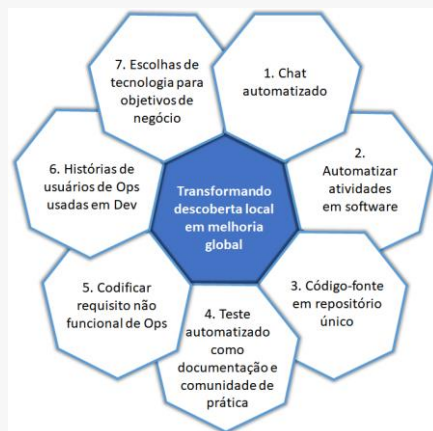 Transformando
descoberta local
em melhoria
global
1. Chat
automatizado
2.
Automatizar
atividades
em software
3. Código-fonte
em repositório
único
4. Teste
automatizado
como
documentação e
comunidade de
prática
5. Codificar
requisito não
funcional de Ops
6. Histórias de
usuários de Ops
usadas em Dev
7. Escolhas de
tecnologia para
objetivos de
negócio